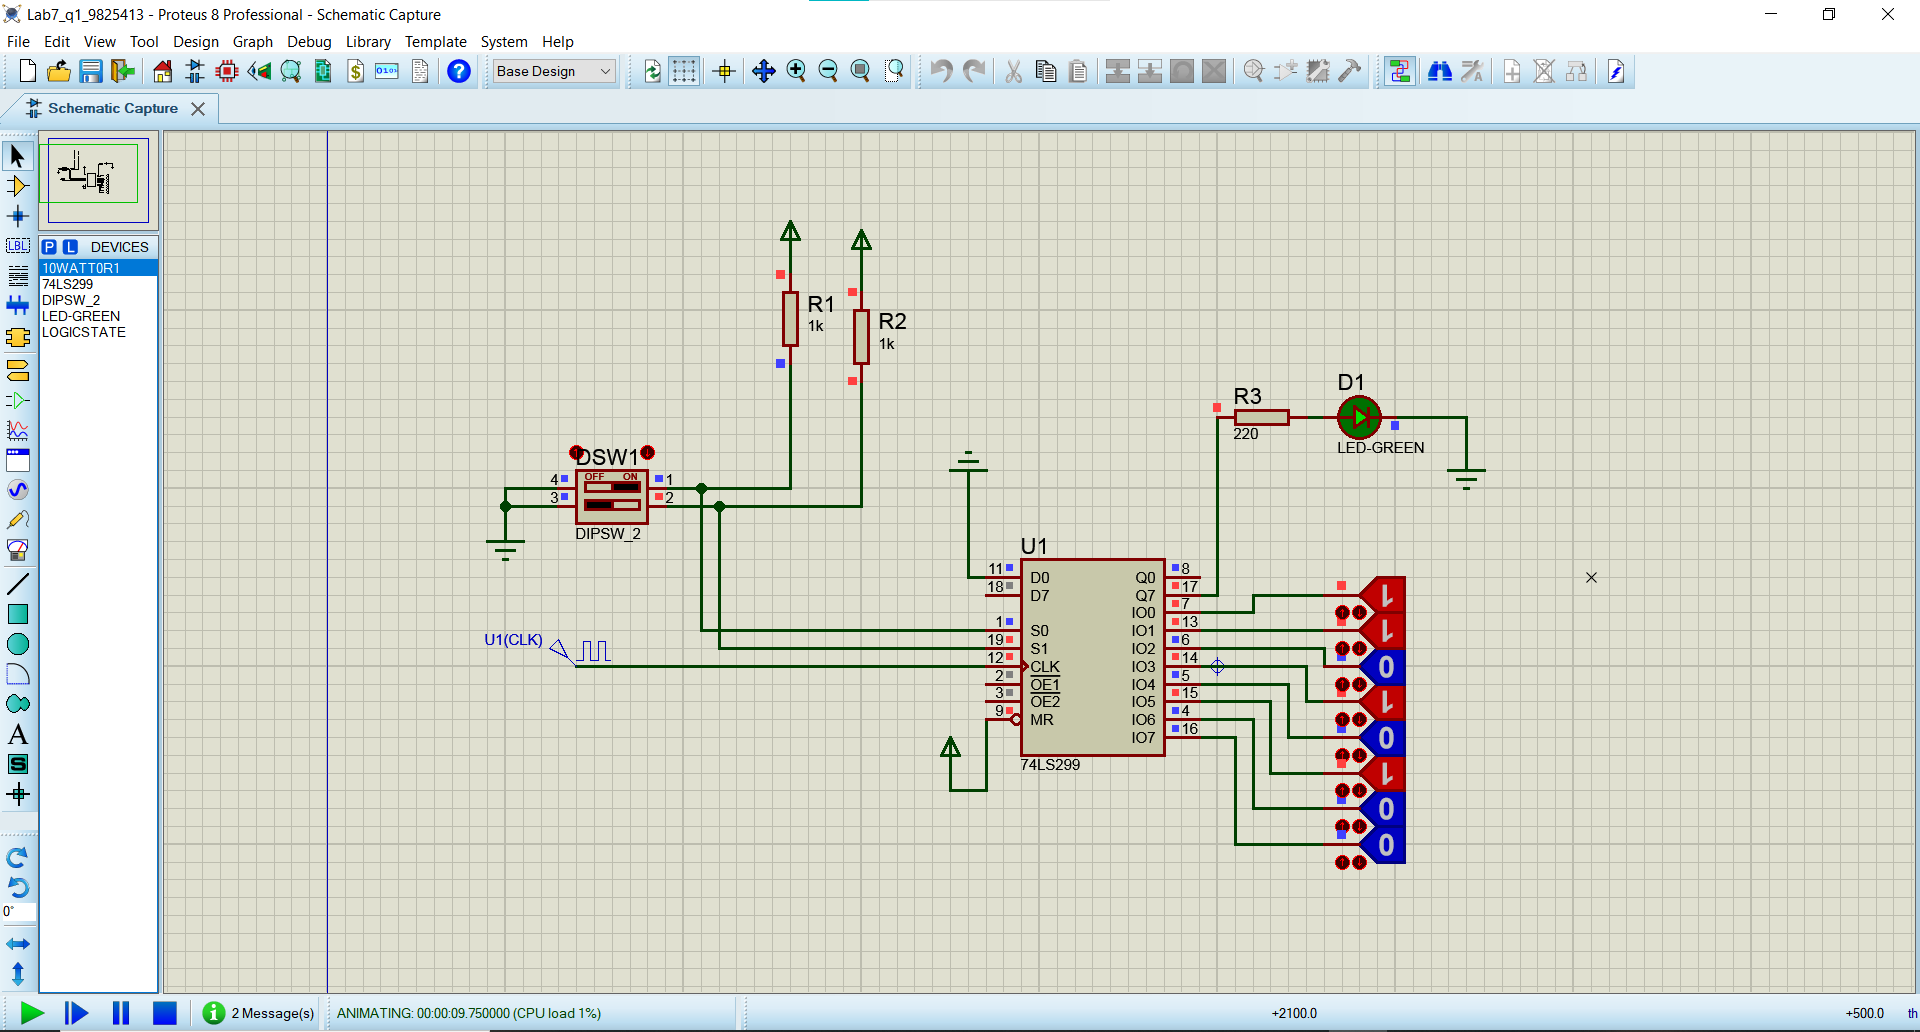 Lab7_q1_9825413 - Proteus 8 Professional - Schematic Capture
File Edit View Tool Design Graph Debug Library Template System Help
Base Design
Schematic Capture
P L DEVICES
10WATT0R1
74LS299
DIPSW_2
LED-GREEN
LOGICSTATE
LBL
A
S
0°
R1
1k
R2
1k
R3
220
D1
LED-GREEN
DSW1
OFF ON
4 1
3 2
DIPSW_2
U1
11 D0 Q0 8
18 D7 Q7 17
IO0 7
1 S0 IO1 13
19 S1 IO2 6
12 CLK IO3 14
2 OE1 IO4 5
3 OE2 IO5 15
9 MR IO6 4
IO7 16
74LS299
U1(CLK)
1
1
0
1
0
1
0
0
2 Message(s)
ANIMATING: 00:00:09.750000 (CPU load 1%)
+2100.0
+500.0
th